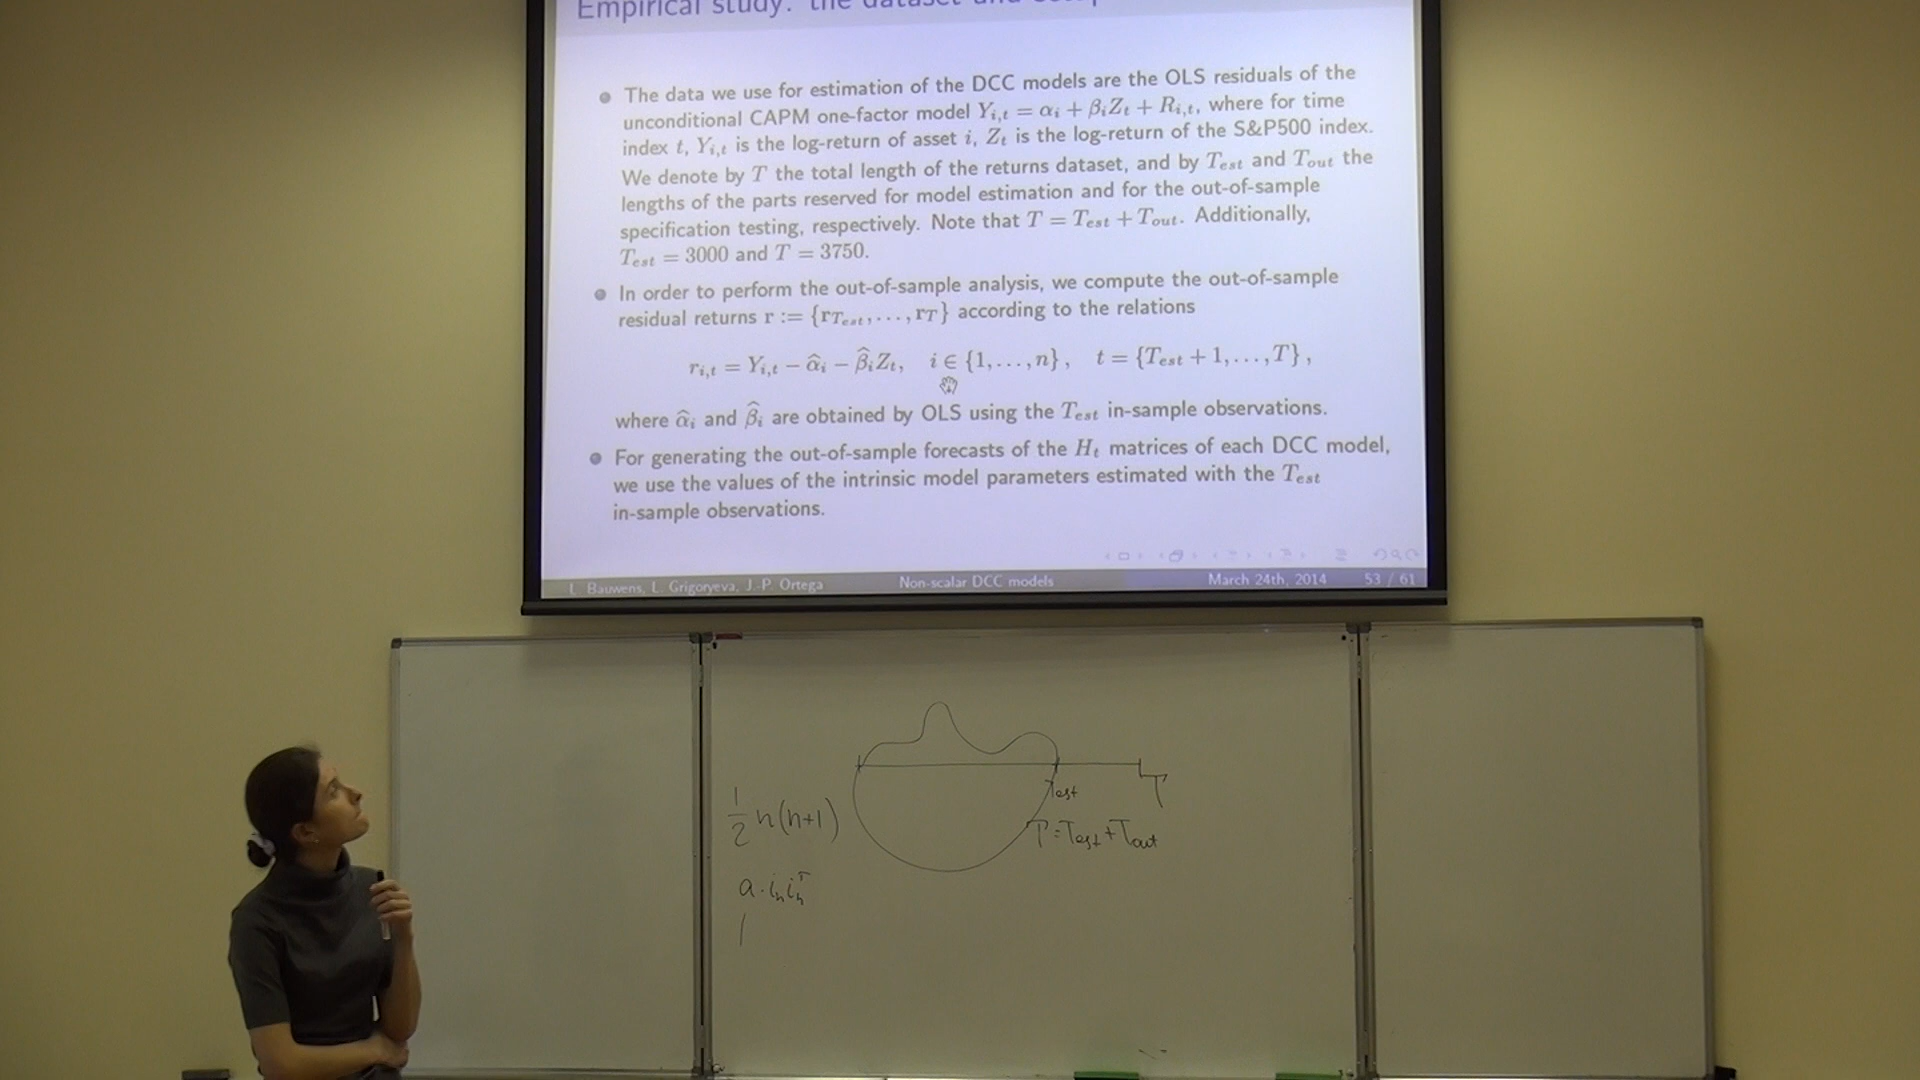 Empirical study: the dataset and setup
The data we use for estimation of the DCC models are the OLS residuals of the
unconditional CAPM one-factor model Y_{i,t} = α_i + β_i Z_t + R_{i,t}, where for time
index t, Y_{i,t} is the log-return of asset i, Z_t is the log-return of the S&P500 index.
We denote by T the total length of the returns dataset, and by T_{est} and T_{out} the
lengths of the parts reserved for model estimation and for the out-of-sample
specification testing, respectively. Note that T = T_{est} + T_{out}. Additionally,
T_{est} = 3000 and T = 3750.
In order to perform the out-of-sample analysis, we compute the out-of-sample
residual returns r := {r_{T_{est}}, . . . , r_T} according to the relations
r_{i,t} = Y_{i,t} − α̂_i − β̂_i Z_t, i ∈ {1, . . . , n}, t = {T_{est} + 1, . . . , T},
where α̂_i and β̂_i are obtained by OLS using the T_{est} in-sample observations.
For generating the out-of-sample forecasts of the H_t matrices of each DCC model,
we use the values of the intrinsic model parameters estimated with the T_{est}
in-sample observations.
L. Bauwens, L. Grigoryeva, J.-P. Ortega Non-scalar DCC models March 24th, 2014 53 / 61
T_{est} T
1/2 n(n+1)
T = T_{est} + T_{out}
a · i_n i_n^T